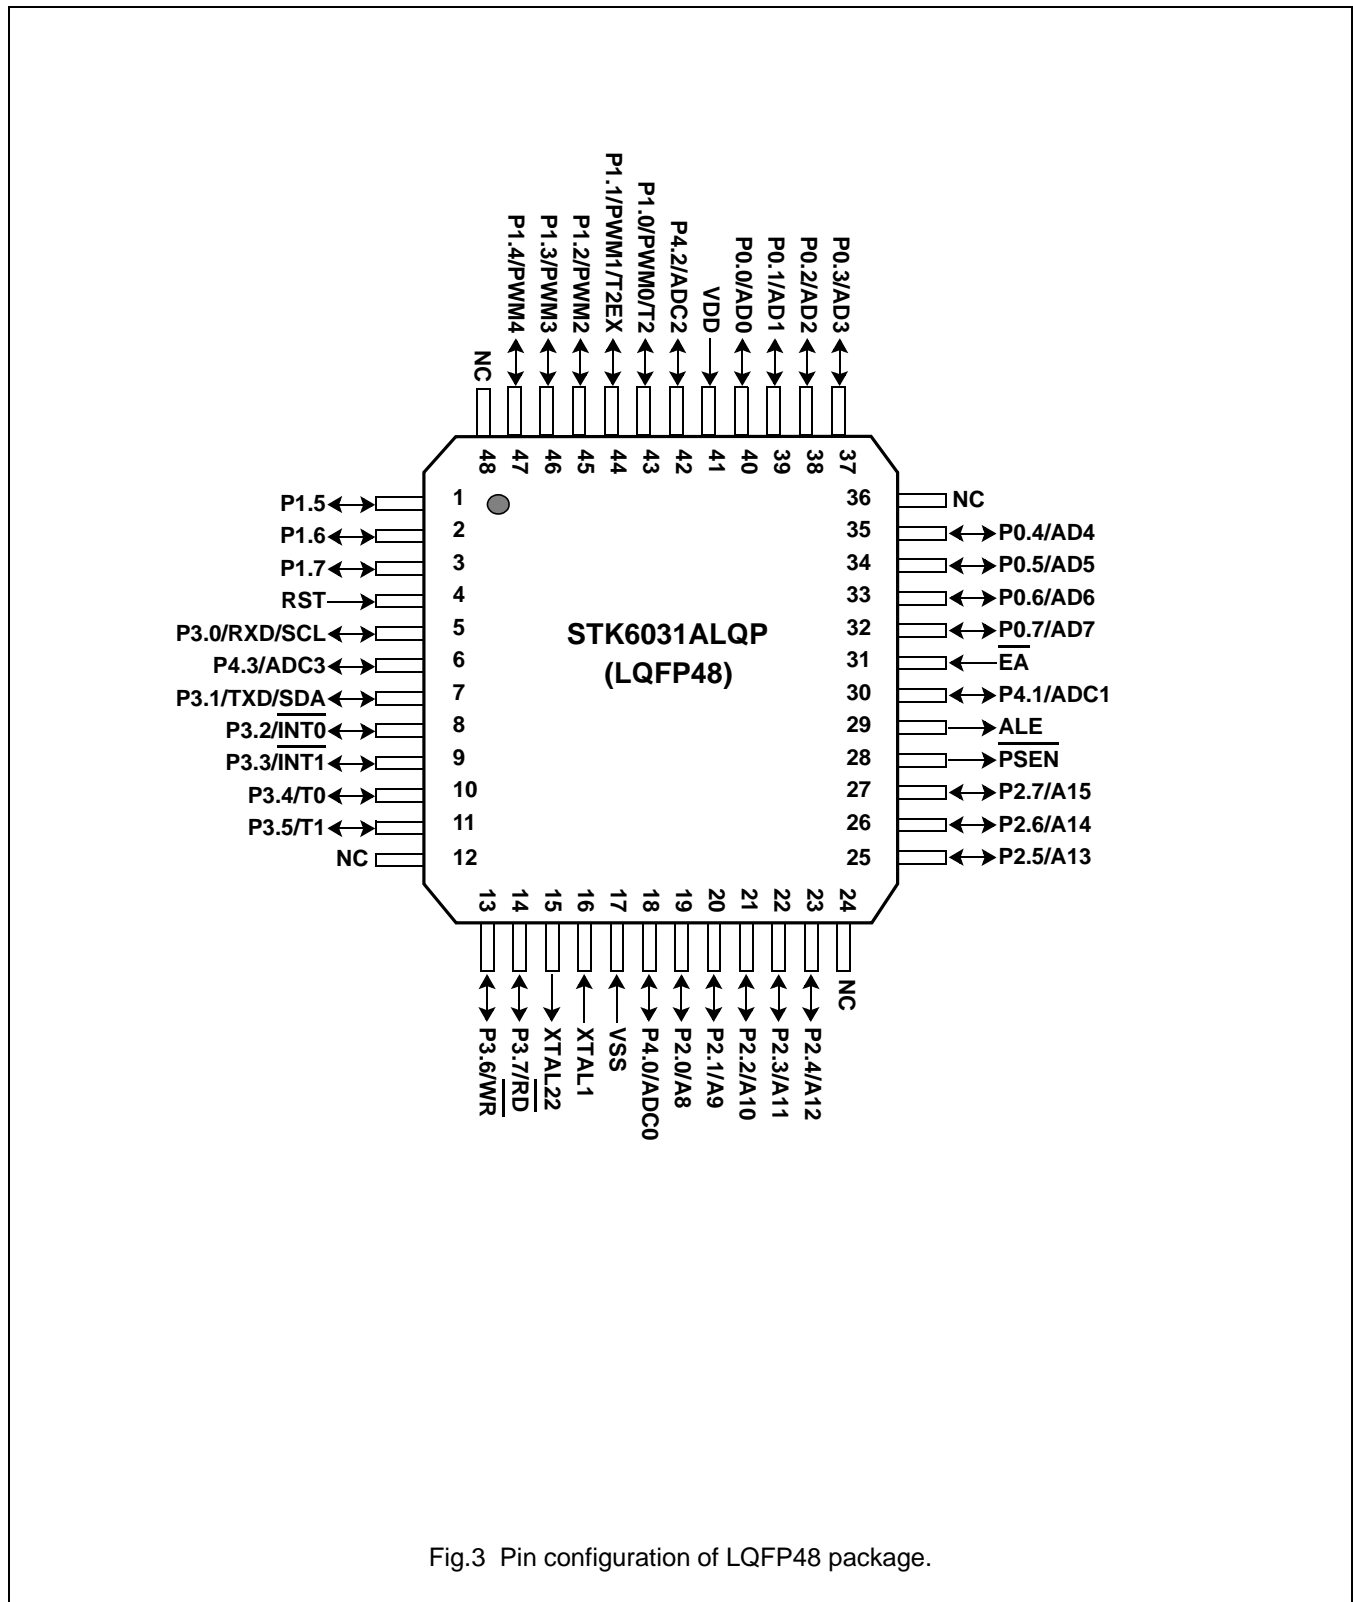 P1.4/PWM4
P1.3/PWM3
P1.2/PWM2
P1.1/PWM1/T2EX
P1.0/PWM0/T2
P4.2/ADC2
VDD
P0.0/AD0
P0.1/AD1
P0.2/AD2
P0.3/AD3
NC
48 47 46 45 44 43 42 41 40 39 38 37
P1.5 1
P1.6 2
P1.7 3
RST 4
P3.0/RXD/SCL 5
P4.3/ADC3 6
P3.1/TXD/SDA 7
P3.2/INT0 8
P3.3/INT1 9
P3.4/T0 10
P3.5/T1 11
NC 12
STK6031ALQP
(LQFP48)
36 NC
35 P0.4/AD4
34 P0.5/AD5
33 P0.6/AD6
32 P0.7/AD7
31 EA
30 P4.1/ADC1
29 ALE
28 PSEN
27 P2.7/A15
26 P2.6/A14
25 P2.5/A13
13 14 15 16 17 18 19 20 21 22 23 24
P3.6/WR
P3.7/RD
XTAL22
XTAL1
VSS
P4.0/ADC0
P2.0/A8
P2.1/A9
P2.2/A10
P2.3/A11
P2.4/A12
NC
Fig.3 Pin configuration of LQFP48 package.